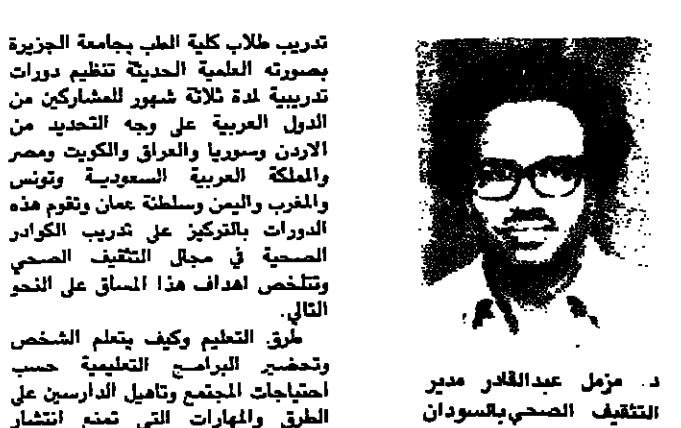 د. مزمل عبدالقادر مدير
التثقيف الصحي بالسودان
تدريب طلاب كلية الطب بجامعة الجزيرة
بصورته العلمية الحديثة تنظيم دورات
تدريبية لمدة ثلاثة شهور للمشاركين من
الدول العربية على وجه التحديد من
الاردن وسوريا والعراق والكويت ومصر
والمملكة العربية السعودية وتونس
والمغرب واليمن وسلطنة عمان وتقوم هذه
الدورات بالتركيز على تدريب الكوادر
الصحية في مجال التثقيف الصحي
وتتلخص اهداف هذا المساق على النحو
التالي.
طرق التعليم وكيف يتعلم الشخص
وتحضير البرامج التعليمية حسب
احتياجات المجتمع وتاهيل الدارسين على
الطرق والمهارات التي تمنع انتشار